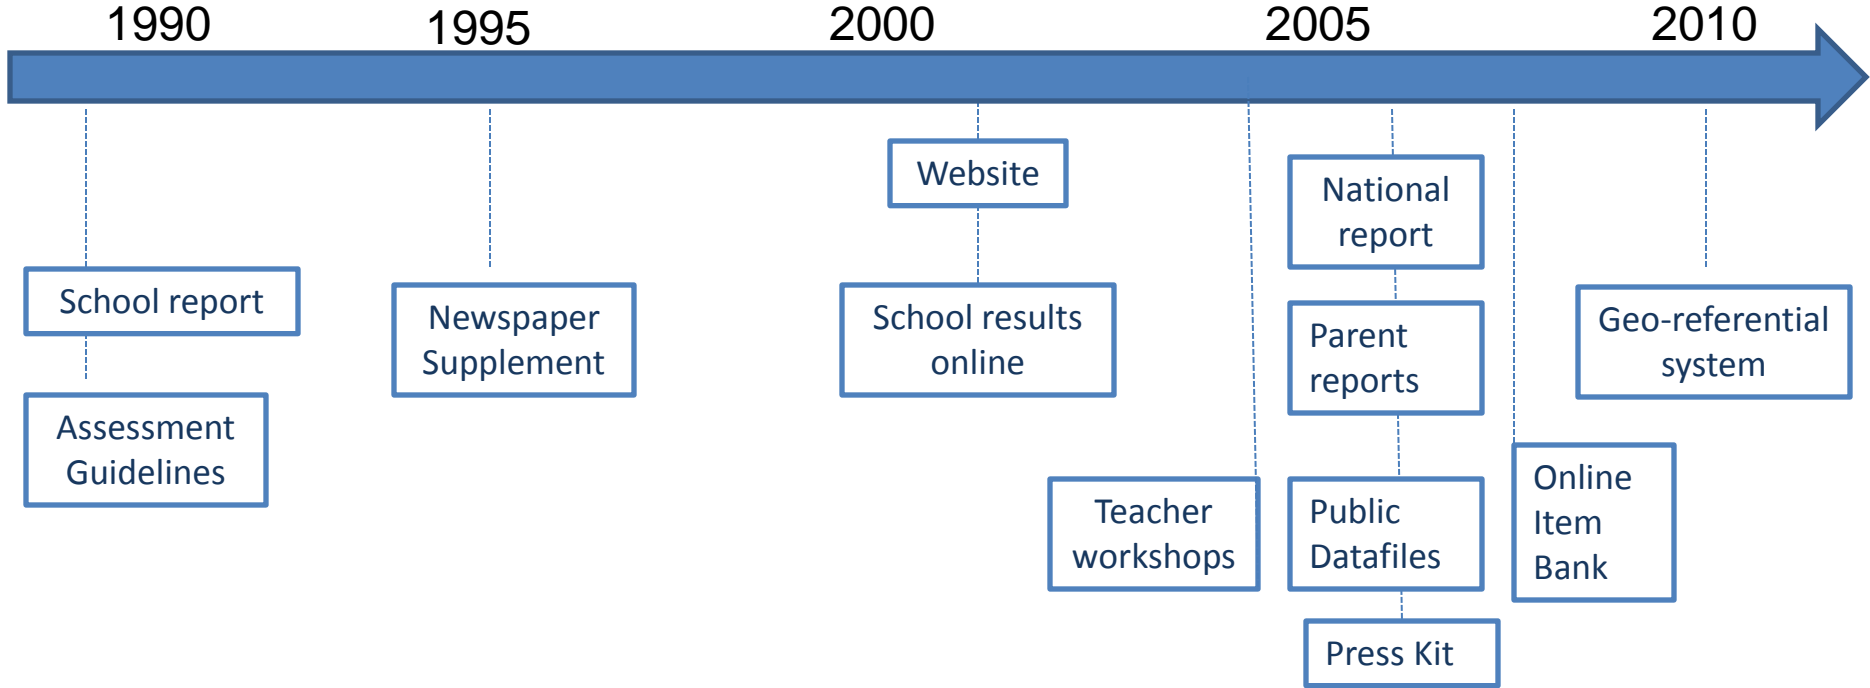 1990
1995
2000
2005
2010
School report
Assessment
Guidelines
Newspaper
Supplement
Website
School results
online
Teacher
workshops
National
report
Parent
reports
Public
Datafiles
Press Kit
Online
Item
Bank
Geo-referential
system